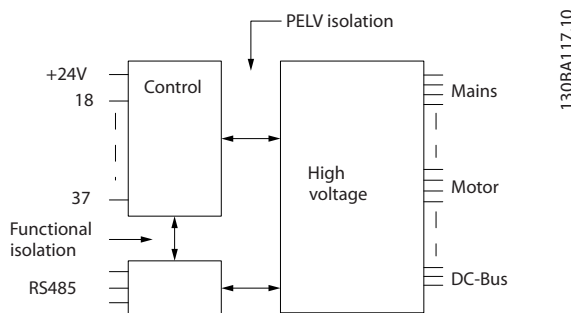 PELV isolation
130BA117.10
+24V
Control
Mains
18
High
voltage
37
Motor
Functional
isolation
RS485
DC-Bus